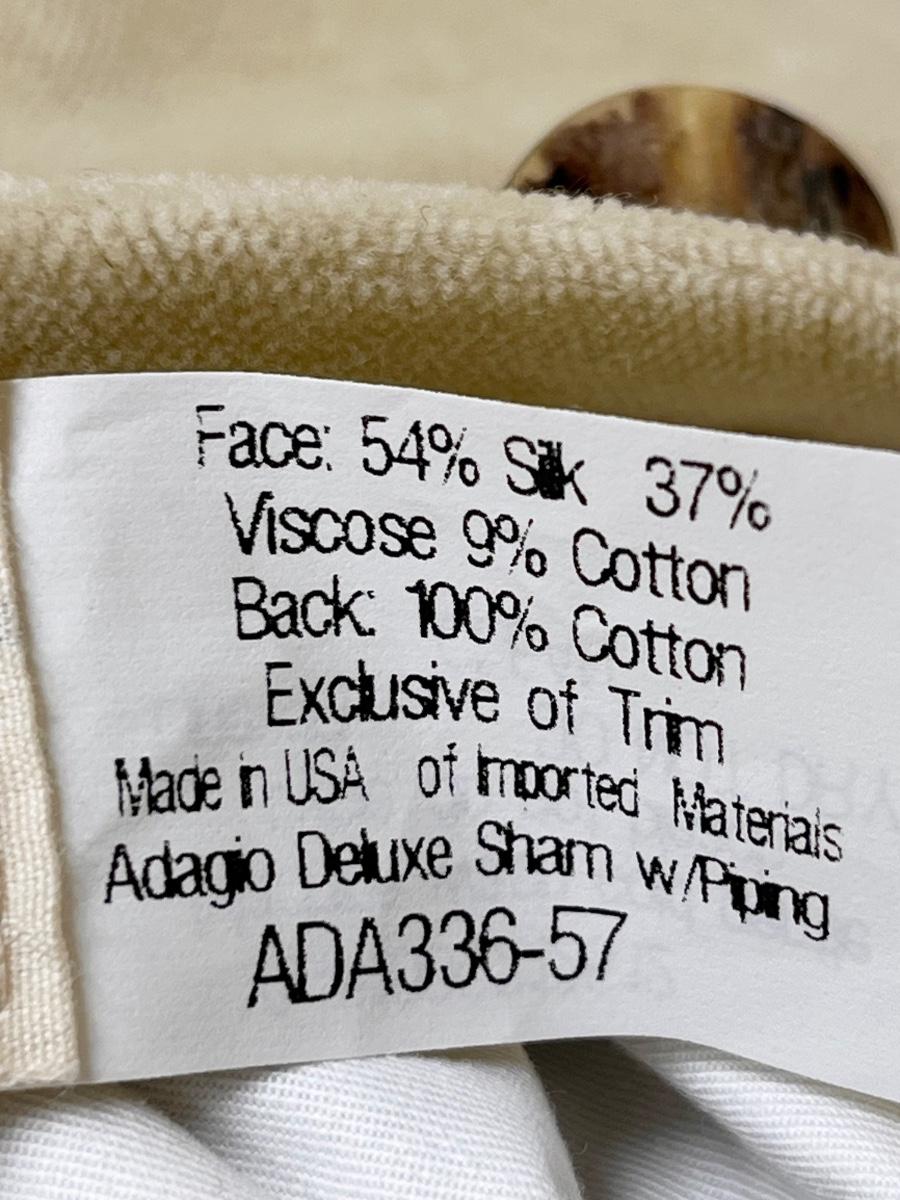 Face: 54% Silk 37%
Viscose 9% Cotton
Back: 100% Cotton
Exclusive of Trim
Made in USA of Imported Materials
Adagio Deluxe Sham w/Piping
ADA336-57